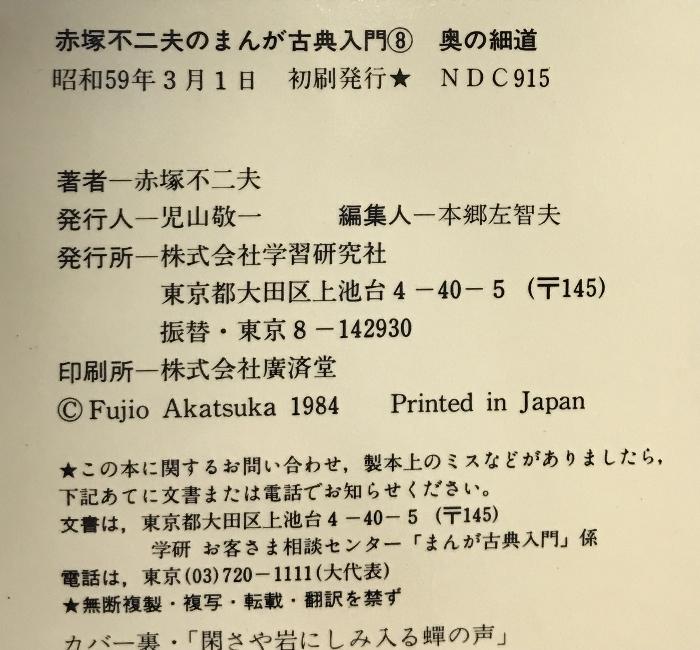 赤塚不二夫のまんが古典入門⑧　奥の細道
昭和59年3月1日　初刷発行★　NDC915
著者―赤塚不二夫
発行人―児山敬一　　編集人―本郷左智夫
発行所―株式会社学習研究社
東京都大田区上池台4－40－5　(〒145)
振替・東京8－142930
印刷所―株式会社廣済堂
©Fujio Akatsuka 1984　Printed in Japan
★この本に関するお問い合わせ，製本上のミスなどがありましたら，
下記あてに文書または電話でお知らせください。
文書は，東京都大田区上池台4－40－5　(〒145)
学研　お客さま相談センター「まんが古典入門」係
電話は，東京(03)720－1111(大代表)
★無断複製・複写・転載・翻訳を禁ず
カバー裏・「閑さや岩にしみ入る蟬の声」